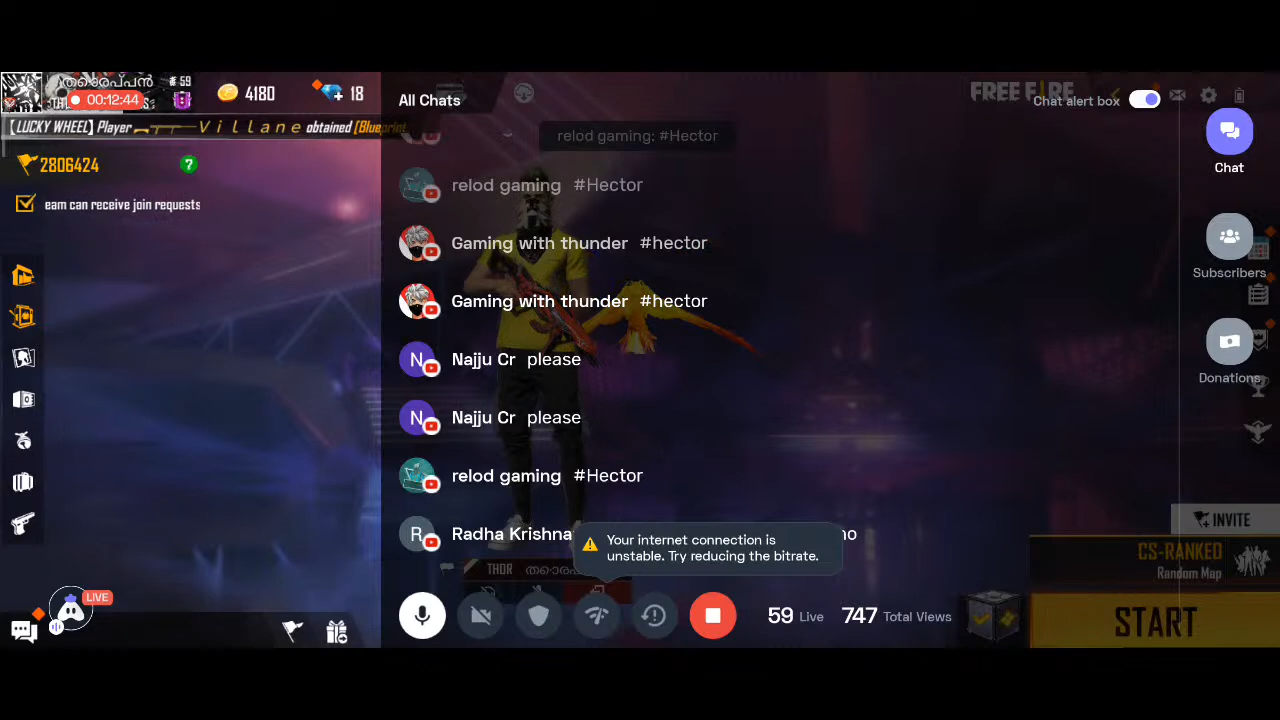 തൊരപ്പൻ
#59
00:12:44
4180
18
[LUCKY WHEEL] Player Villane obtained [Blueprint
2806424
?
eam can receive join requests
All Chats
relod gaming: #Hector
FREE FIRE
Chat alert box
Chat
relod gaming #Hector
Gaming with thunder #hector
Subscribers
Gaming with thunder #hector
Najju Cr please
Donations
Najju Cr please
relod gaming #Hector
Radha Krishna
no
Your internet connection is
unstable. Try reducing the bitrate.
INVITE
CS-RANKED
Random Map
THOR
LIVE
59 Live 747 Total Views
START